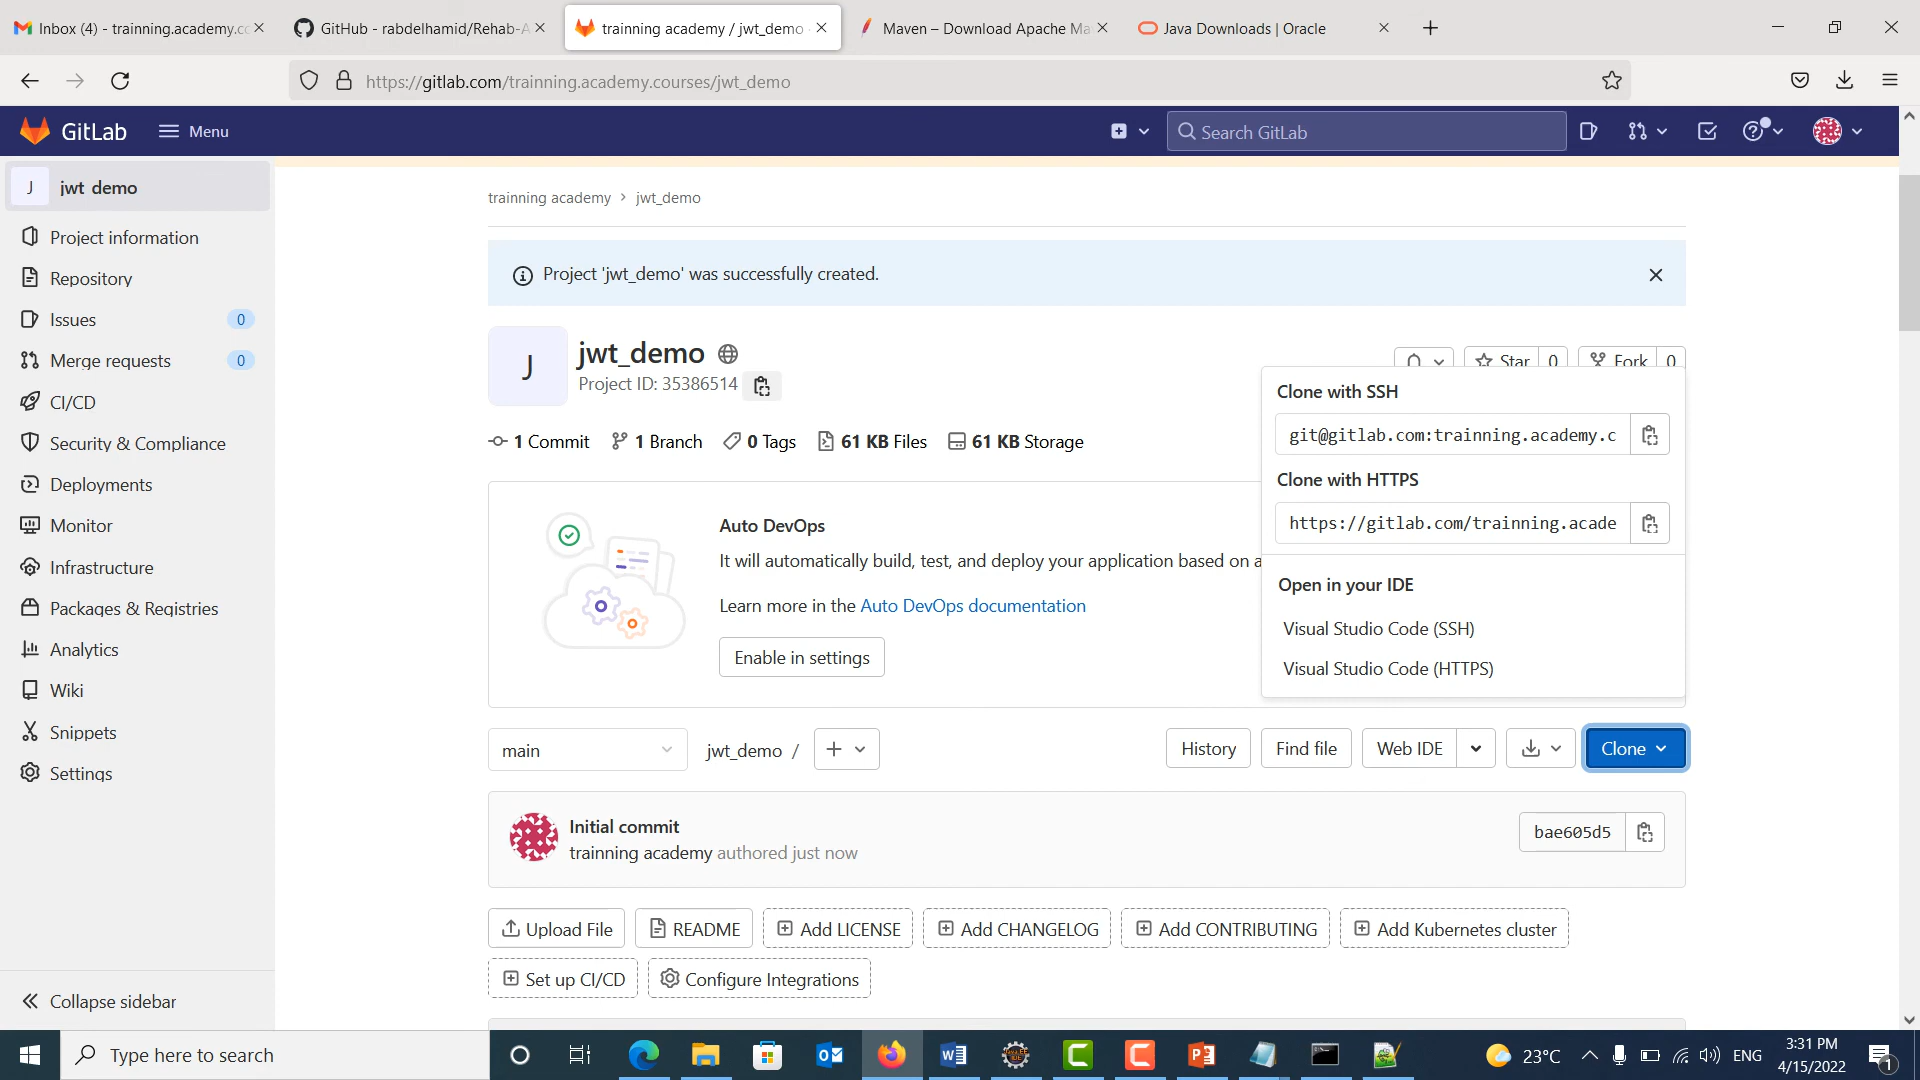 Inbox (4) - trainning.academy.cc
GitHub - rabdelhamid/Rehab-A
trainning academy / jwt_demo
Maven – Download Apache Ma
Java Downloads | Oracle
https://gitlab.com/trainning.academy.courses/jwt_demo
GitLab
Menu
Search GitLab
J
jwt demo
Project information
Repository
Issues
0
Merge requests
0
CI/CD
Security & Compliance
Deployments
Monitor
Infrastructure
Packages & Registries
Analytics
Wiki
Snippets
Settings
Collapse sidebar
trainning academy › jwt_demo
Project 'jwt_demo' was successfully created.
J
jwt_demo
Project ID: 35386514
Star 0
Fork 0
1 Commit 1 Branch 0 Tags 61 KB Files 61 KB Storage
Clone with SSH
git@gitlab.com:trainning.academy.c
Clone with HTTPS
https://gitlab.com/trainning.acade
Open in your IDE
Visual Studio Code (SSH)
Visual Studio Code (HTTPS)
Auto DevOps
It will automatically build, test, and deploy your application based on a
Learn more in the Auto DevOps documentation
Enable in settings
main
jwt_demo /
History
Find file
Web IDE
Clone
Initial commit
trainning academy authored just now
bae605d5
Upload File
README
Add LICENSE
Add CHANGELOG
Add CONTRIBUTING
Add Kubernetes cluster
Set up CI/CD
Configure Integrations
Type here to search
23°C
ENG
3:31 PM
4/15/2022
1